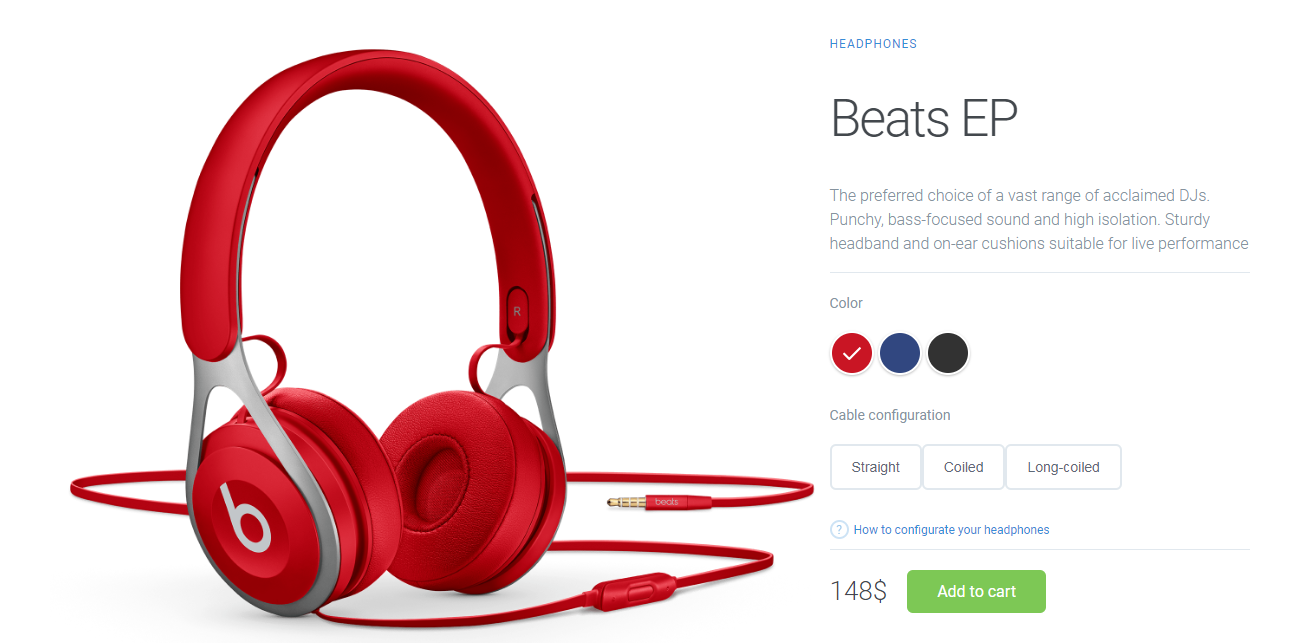 HEADPHONES
Beats EP
The preferred choice of a vast range of acclaimed DJs.
Punchy, bass-focused sound and high isolation. Sturdy
headband and on-ear cushions suitable for live performance
Color
R
Cable configuration
Straight Coiled Long-coiled
b
beats
? How to configurate your headphones
148$ Add to cart